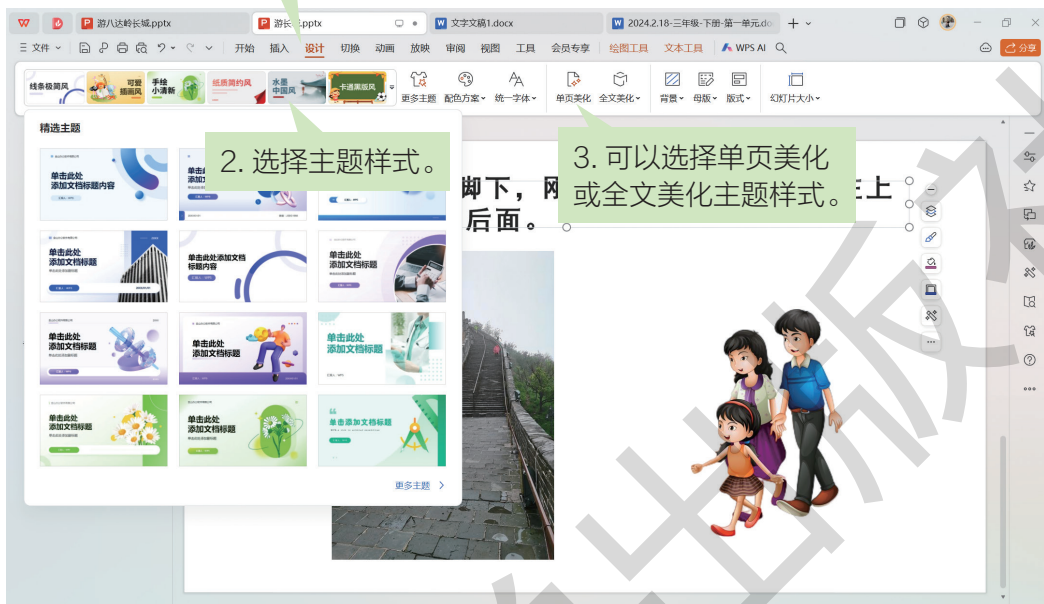 游八达岭长城.pptx
游长 .pptx
文字文稿1.docx
2024.2.18-三年级-下册-第一单元.do
文件
开始 插入 设计 切换 动画 放映 审阅 视图 工具 会员专享 绘图工具 文本工具 WPS AI
分享
线条极简风
可爱
插画风
手绘
小清新
纸质简约风
水墨
中国风
卡通黑版风
更多主题 配色方案 统一字体 单页美化 全文美化 背景 母版 版式 幻灯片大小
精选主题
2. 选择主题样式。
3. 可以选择单页美化
或全文美化主题样式。
脚下，
上
后面。
单击此处
添加文档标题内容
单击此处
添加文档标题
单击此处添加文档
标题内容
单击此处
添加文档标题
单击此处
添加文档标题
单击此处
添加文档标题
单击此处
添加文档标题
单击此处
添加文档标题
单击此处
添加文档标题
单击添加文档标题
更多主题
出版社